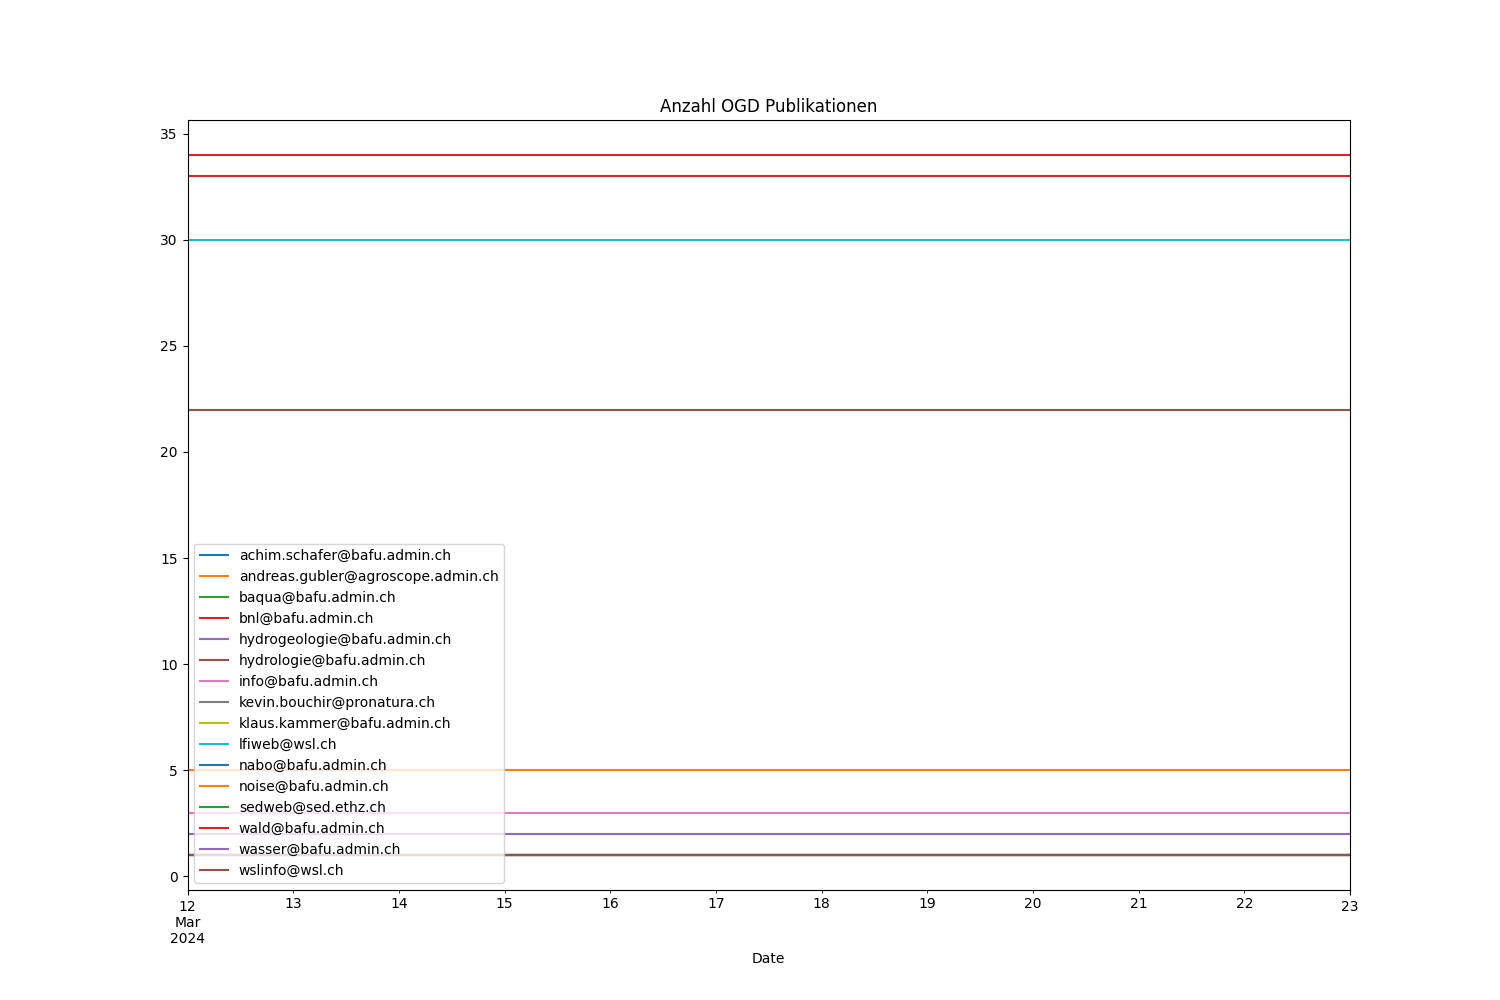 Anzahl OGD Publikationen
35
30
25
20
15
10
5
0
achim.schafer@bafu.admin.ch
andreas.gubler@agroscope.admin.ch
baqua@bafu.admin.ch
bnl@bafu.admin.ch
hydrogeologie@bafu.admin.ch
hydrologie@bafu.admin.ch
info@bafu.admin.ch
kevin.bouchir@pronatura.ch
klaus.kammer@bafu.admin.ch
lfiweb@wsl.ch
nabo@bafu.admin.ch
noise@bafu.admin.ch
sedweb@sed.ethz.ch
wald@bafu.admin.ch
wasser@bafu.admin.ch
wslinfo@wsl.ch
12 13 14 15 16 17 18 19 20 21 22 23
Mar
2024
Date